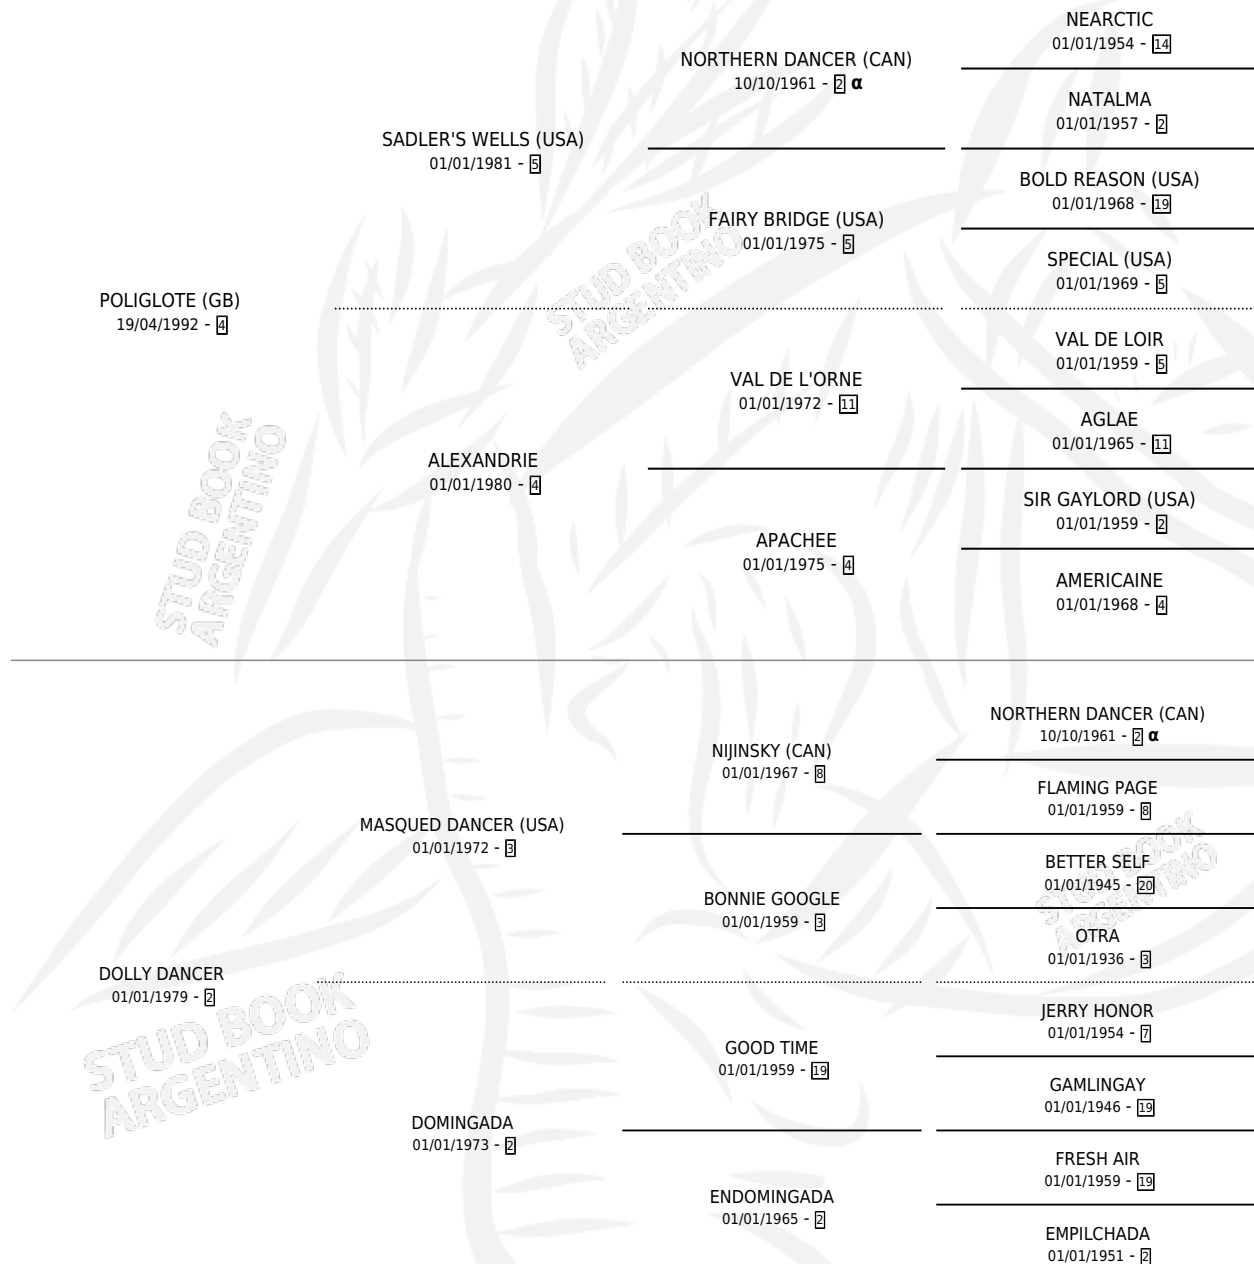 NEARCTIC
01/01/1954 - 14
NORTHERN DANCER (CAN)
10/10/1961 - 2 α
NATALMA
01/01/1957 - 2
SADLER'S WELLS (USA)
01/01/1981 - 5
BOLD REASON (USA)
01/01/1968 - 19
FAIRY BRIDGE (USA)
01/01/1975 - 5
SPECIAL (USA)
01/01/1969 - 5
STUD BOOK
ARGENTINO
POLIGLOTE (GB)
19/04/1992 - 4
VAL DE LOIR
01/01/1959 - 5
VAL DE L'ORNE
01/01/1972 - 11
AGLAE
01/01/1965 - 11
ALEXANDRIE
01/01/1980 - 4
SIR GAYLORD (USA)
01/01/1959 - 2
APACHEE
01/01/1975 - 4
AMERICAINE
01/01/1968 - 4
STUD BOOK
ARGENTINO
NORTHERN DANCER (CAN)
10/10/1961 - 2 α
NIJINSKY (CAN)
01/01/1967 - 8
FLAMING PAGE
01/01/1959 - 8
MASQUED DANCER (USA)
01/01/1972 - 3
BETTER SELF
01/01/1945 - 20
BONNIE GOOGLE
01/01/1959 - 3
OTRA
01/01/1936 - 3
STUD BOOK
ARGENTINO
DOLLY DANCER
01/01/1979 - 2
JERRY HONOR
01/01/1954 - 7
GOOD TIME
01/01/1959 - 19
GAMLINGAY
01/01/1946 - 19
STUD BOOK
ARGENTINO
DOMINGADA
01/01/1973 - 2
FRESH AIR
01/01/1959 - 19
ENDOMINGADA
01/01/1965 - 2
EMPILCHADA
01/01/1951 - 2